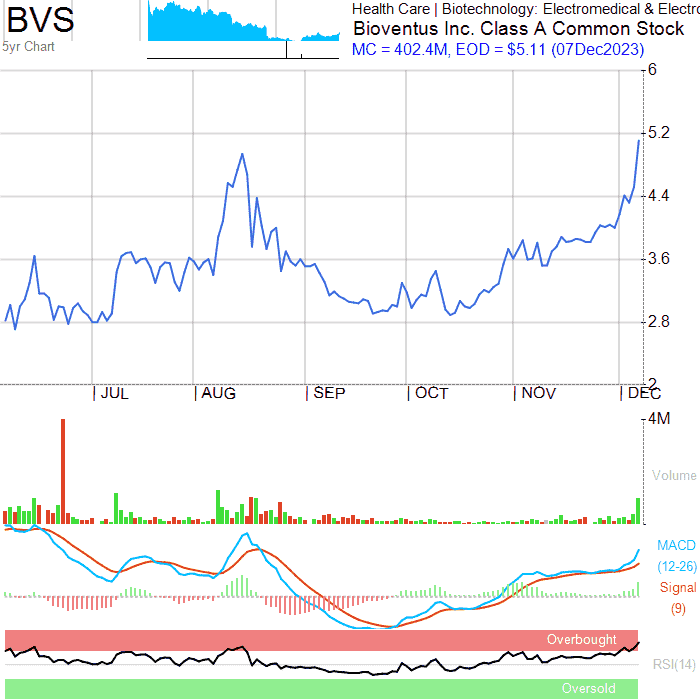 BVS
5yr Chart
Health Care | Biotechnology: Electromedical & Electro
Bioventus Inc. Class A Common Stock
MC = 402.4M, EOD = $5.11 (07Dec2023)
6
5.2
4.4
3.6
2.8
2
| JUL | AUG | SEP | OCT | NOV | DEC
4M
Volume
MACD
(12-26)
Signal
(9)
Overbought
RSI(14)
Oversold